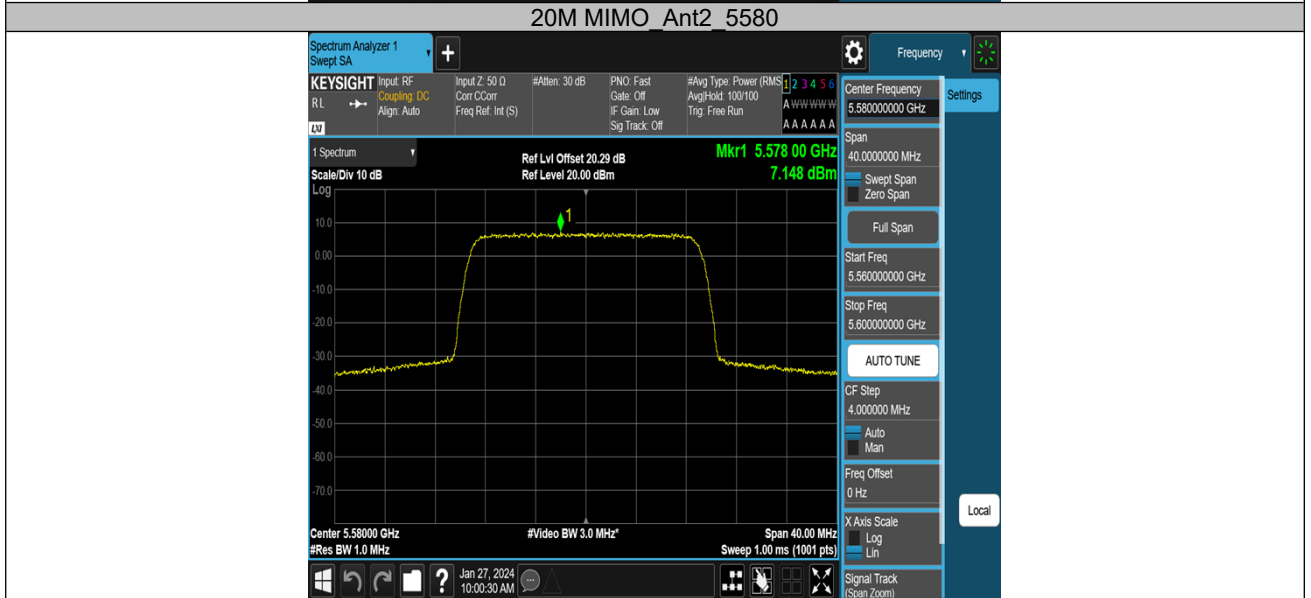 20M MIMO_Ant2_5580
Spectrum Analyzer 1
Swept SA
+
Frequency
KEYSIGHT
RL
LXI
Input: RF
Coupling: DC
Align: Auto
Input Z: 50 Ω
Corr CCorr
Freq Ref: Int (S)
#Atten: 30 dB
PNO: Fast
Gate: Off
IF Gain: Low
Sig Track: Off
#Avg Type: Power (RMS
Avg|Hold: 100/100
Trig: Free Run
1 2 3 4 5 6
A W W W W W
A A A A A A
Center Frequency
5.580000000 GHz
Settings
Span
40.0000000 MHz
Swept Span
Zero Span
Full Span
Start Freq
5.560000000 GHz
Stop Freq
5.600000000 GHz
AUTO TUNE
CF Step
4.000000 MHz
Auto
Man
Freq Offset
0 Hz
X Axis Scale
Log
Lin
Local
Signal Track
(Span Zoom)
1 Spectrum
Scale/Div 10 dB
Log
Ref Lvl Offset 20.29 dB
Ref Level 20.00 dBm
Mkr1 5.578 00 GHz
7.148 dBm
1
10.0
0.00
-10.0
-20.0
-30.0
-40.0
-50.0
-60.0
-70.0
Center 5.58000 GHz
#Res BW 1.0 MHz
#Video BW 3.0 MHz*
Span 40.00 MHz
Sweep 1.00 ms (1001 pts)
?
Jan 27, 2024
10:00:30 AM